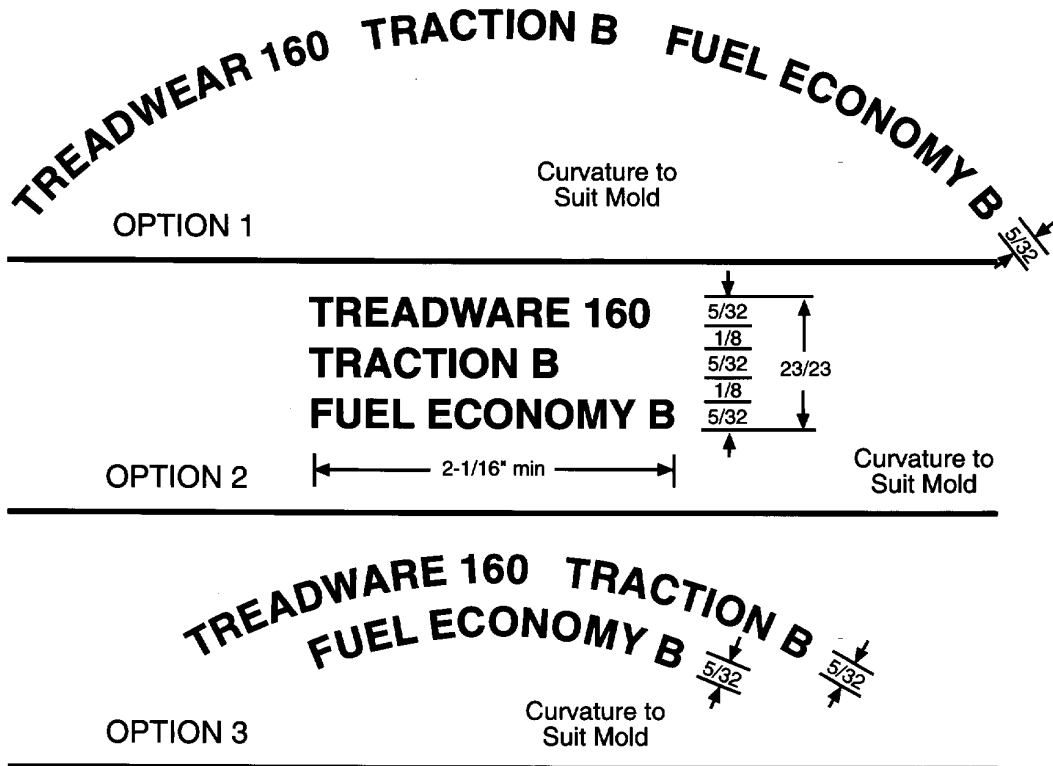 TREADWEAR 160 TRACTION B FUEL ECONOMY B
5/32
Curvature to
Suit Mold
OPTION 1
TREADWARE 160
TRACTION B
FUEL ECONOMY B
5/32
1/8
5/32
1/8
5/32
23/23
2-1/16" min
OPTION 2
Curvature to
Suit Mold
TREADWARE 160 TRACTION B
5/32
FUEL ECONOMY B
5/32
OPTION 3
Curvature to
Suit Mold